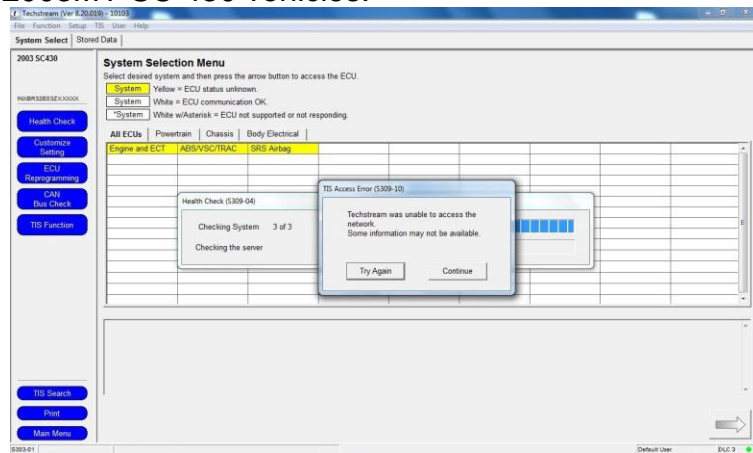 Techstream (Ver 8.20.019) - 10103
File Function Setup TIS User Help
System Select Stored Data
2003 SC430
System Selection Menu
Select desired system and then press the arrow button to access the ECU.
System Yellow = ECU status unknown.
System White = ECU communication OK.
*System White w/Asterisk = ECU not supported or not responding.
All ECUs Powertrain Chassis Body Electrical
Engine and ECT ABS/VSC/TRAC SRS Airbag
Health Check
Customize
Setting
ECU
Reprogramming
CAN
Bus Check
TIS Function
Health Check (S309-04)
Checking System 3 of 3
Checking the server
TIS Access Error (S309-10)
Techstream was unable to access the
network.
Some information may not be available.
Try Again Continue
TIS Search
Print
Main Menu
S303-01 Default User DLC 3